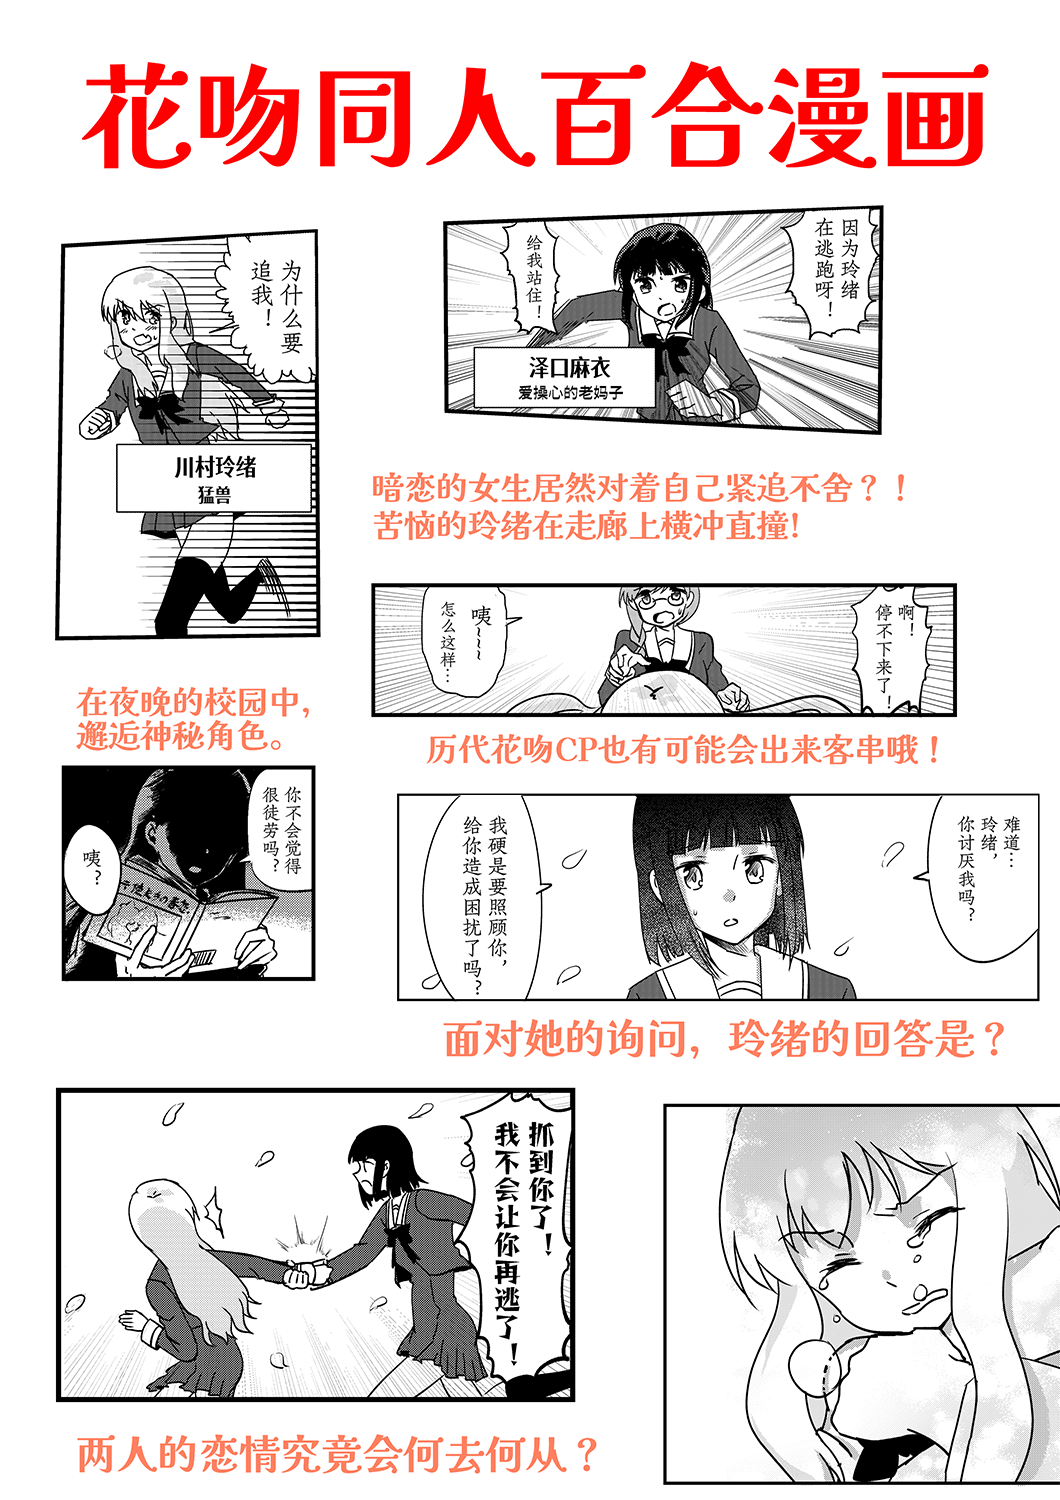 花吻同人百合漫画
因为玲绪
在逃跑呀！
给我站住！
泽口麻衣
爱操心的老妈子
为什么要
追我！
川村玲绪
猛兽
暗恋的女生居然对着自己紧追不舍？！
苦恼的玲绪在走廊上横冲直撞！
啊！
停不下来了！
咦~~~~
怎么这样…
在夜晚的校园中，
邂逅神秘角色。
历代花吻CP也有可能会出来客串哦！
你不会觉得
很徒劳吗？
咦？
难道…
玲绪，
你讨厌我吗？
我硬是要照顾你，
给你造成困扰了吗？
面对她的询问，玲绪的回答是？
抓到你了！
我不会让你再逃了！
两人的恋情究竟会何去何从？